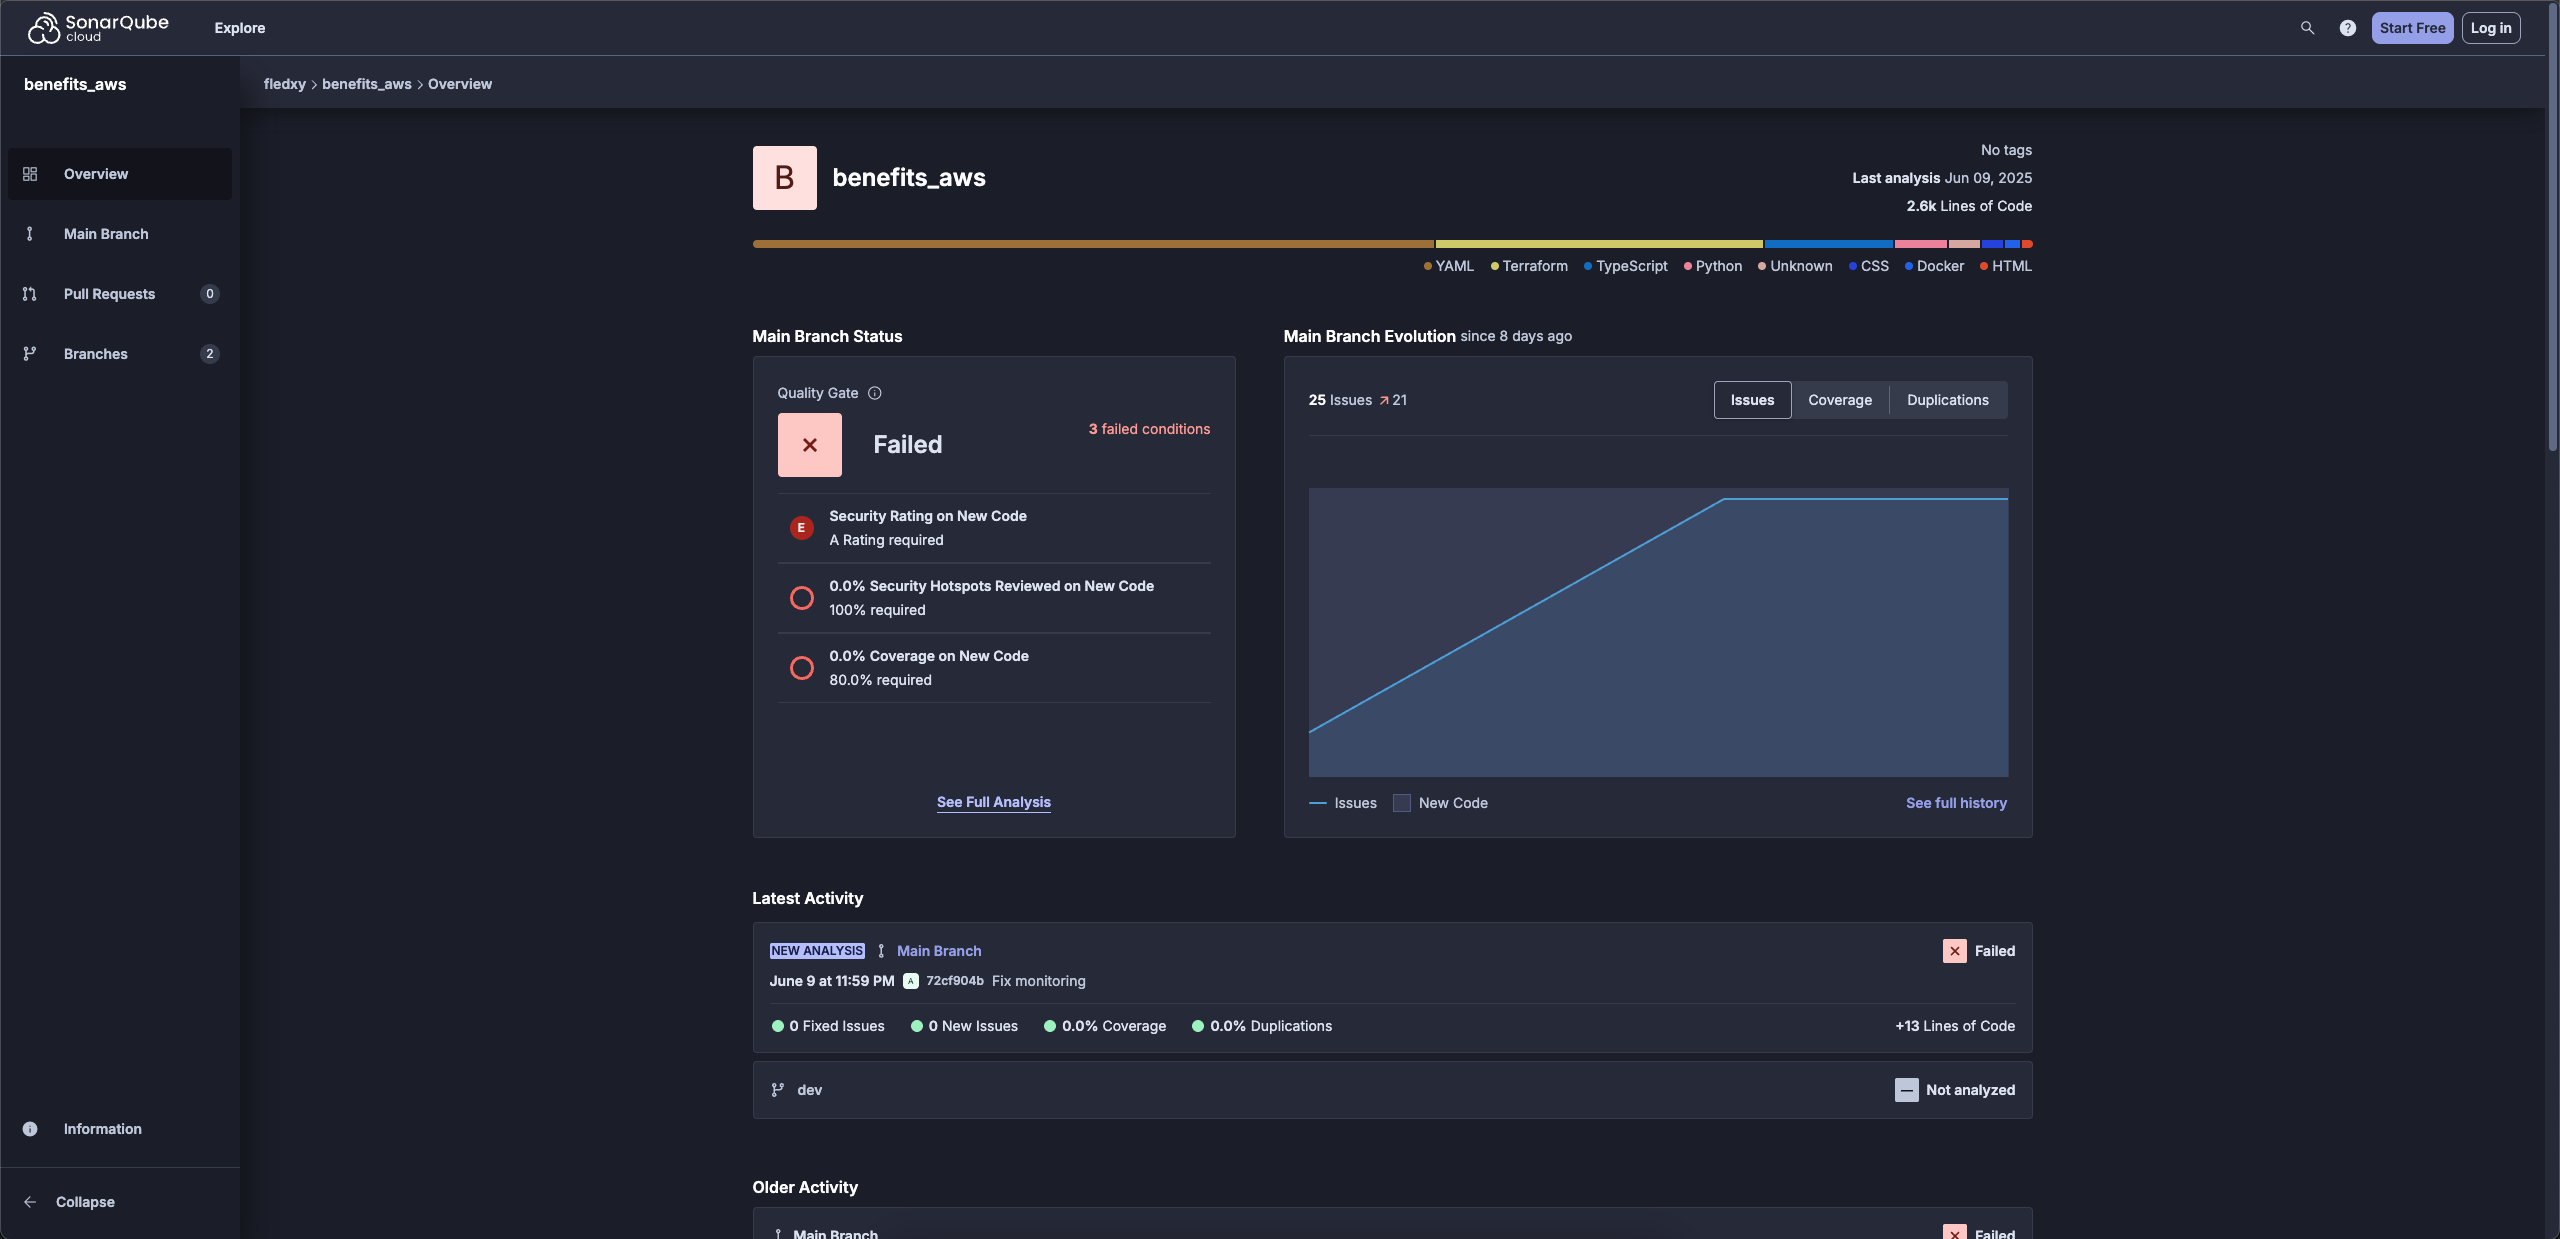 SonarQube cloud
Explore
Start Free
Log in
benefits_aws
fledxy > benefits_aws > Overview
Overview
Main Branch
Pull Requests 0
Branches 2
Information
Collapse
B
benefits_aws
No tags
Last analysis Jun 09, 2025
2.6k Lines of Code
YAML Terraform TypeScript Python Unknown CSS Docker HTML
Main Branch Status
Quality Gate
Failed
3 failed conditions
E
Security Rating on New Code
A Rating required
0.0% Security Hotspots Reviewed on New Code
100% required
0.0% Coverage on New Code
80.0% required
See Full Analysis
Main Branch Evolution since 8 days ago
25 Issues 21
Issues Coverage Duplications
Issues New Code
See full history
Latest Activity
NEW ANALYSIS Main Branch
Failed
June 9 at 11:59 PM A 72cf904b Fix monitoring
0 Fixed Issues 0 New Issues 0.0% Coverage 0.0% Duplications +13 Lines of Code
dev
Not analyzed
Older Activity
Main Branch
Failed